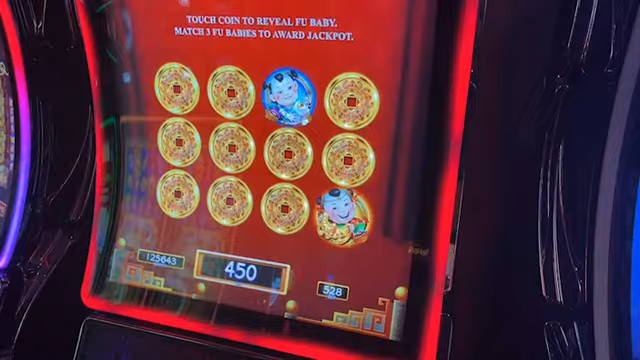 TOUCH COIN TO REVEAL FU BABY.
MATCH 3 FU BABIES TO AWARD JACKPOT.
125643
450
528